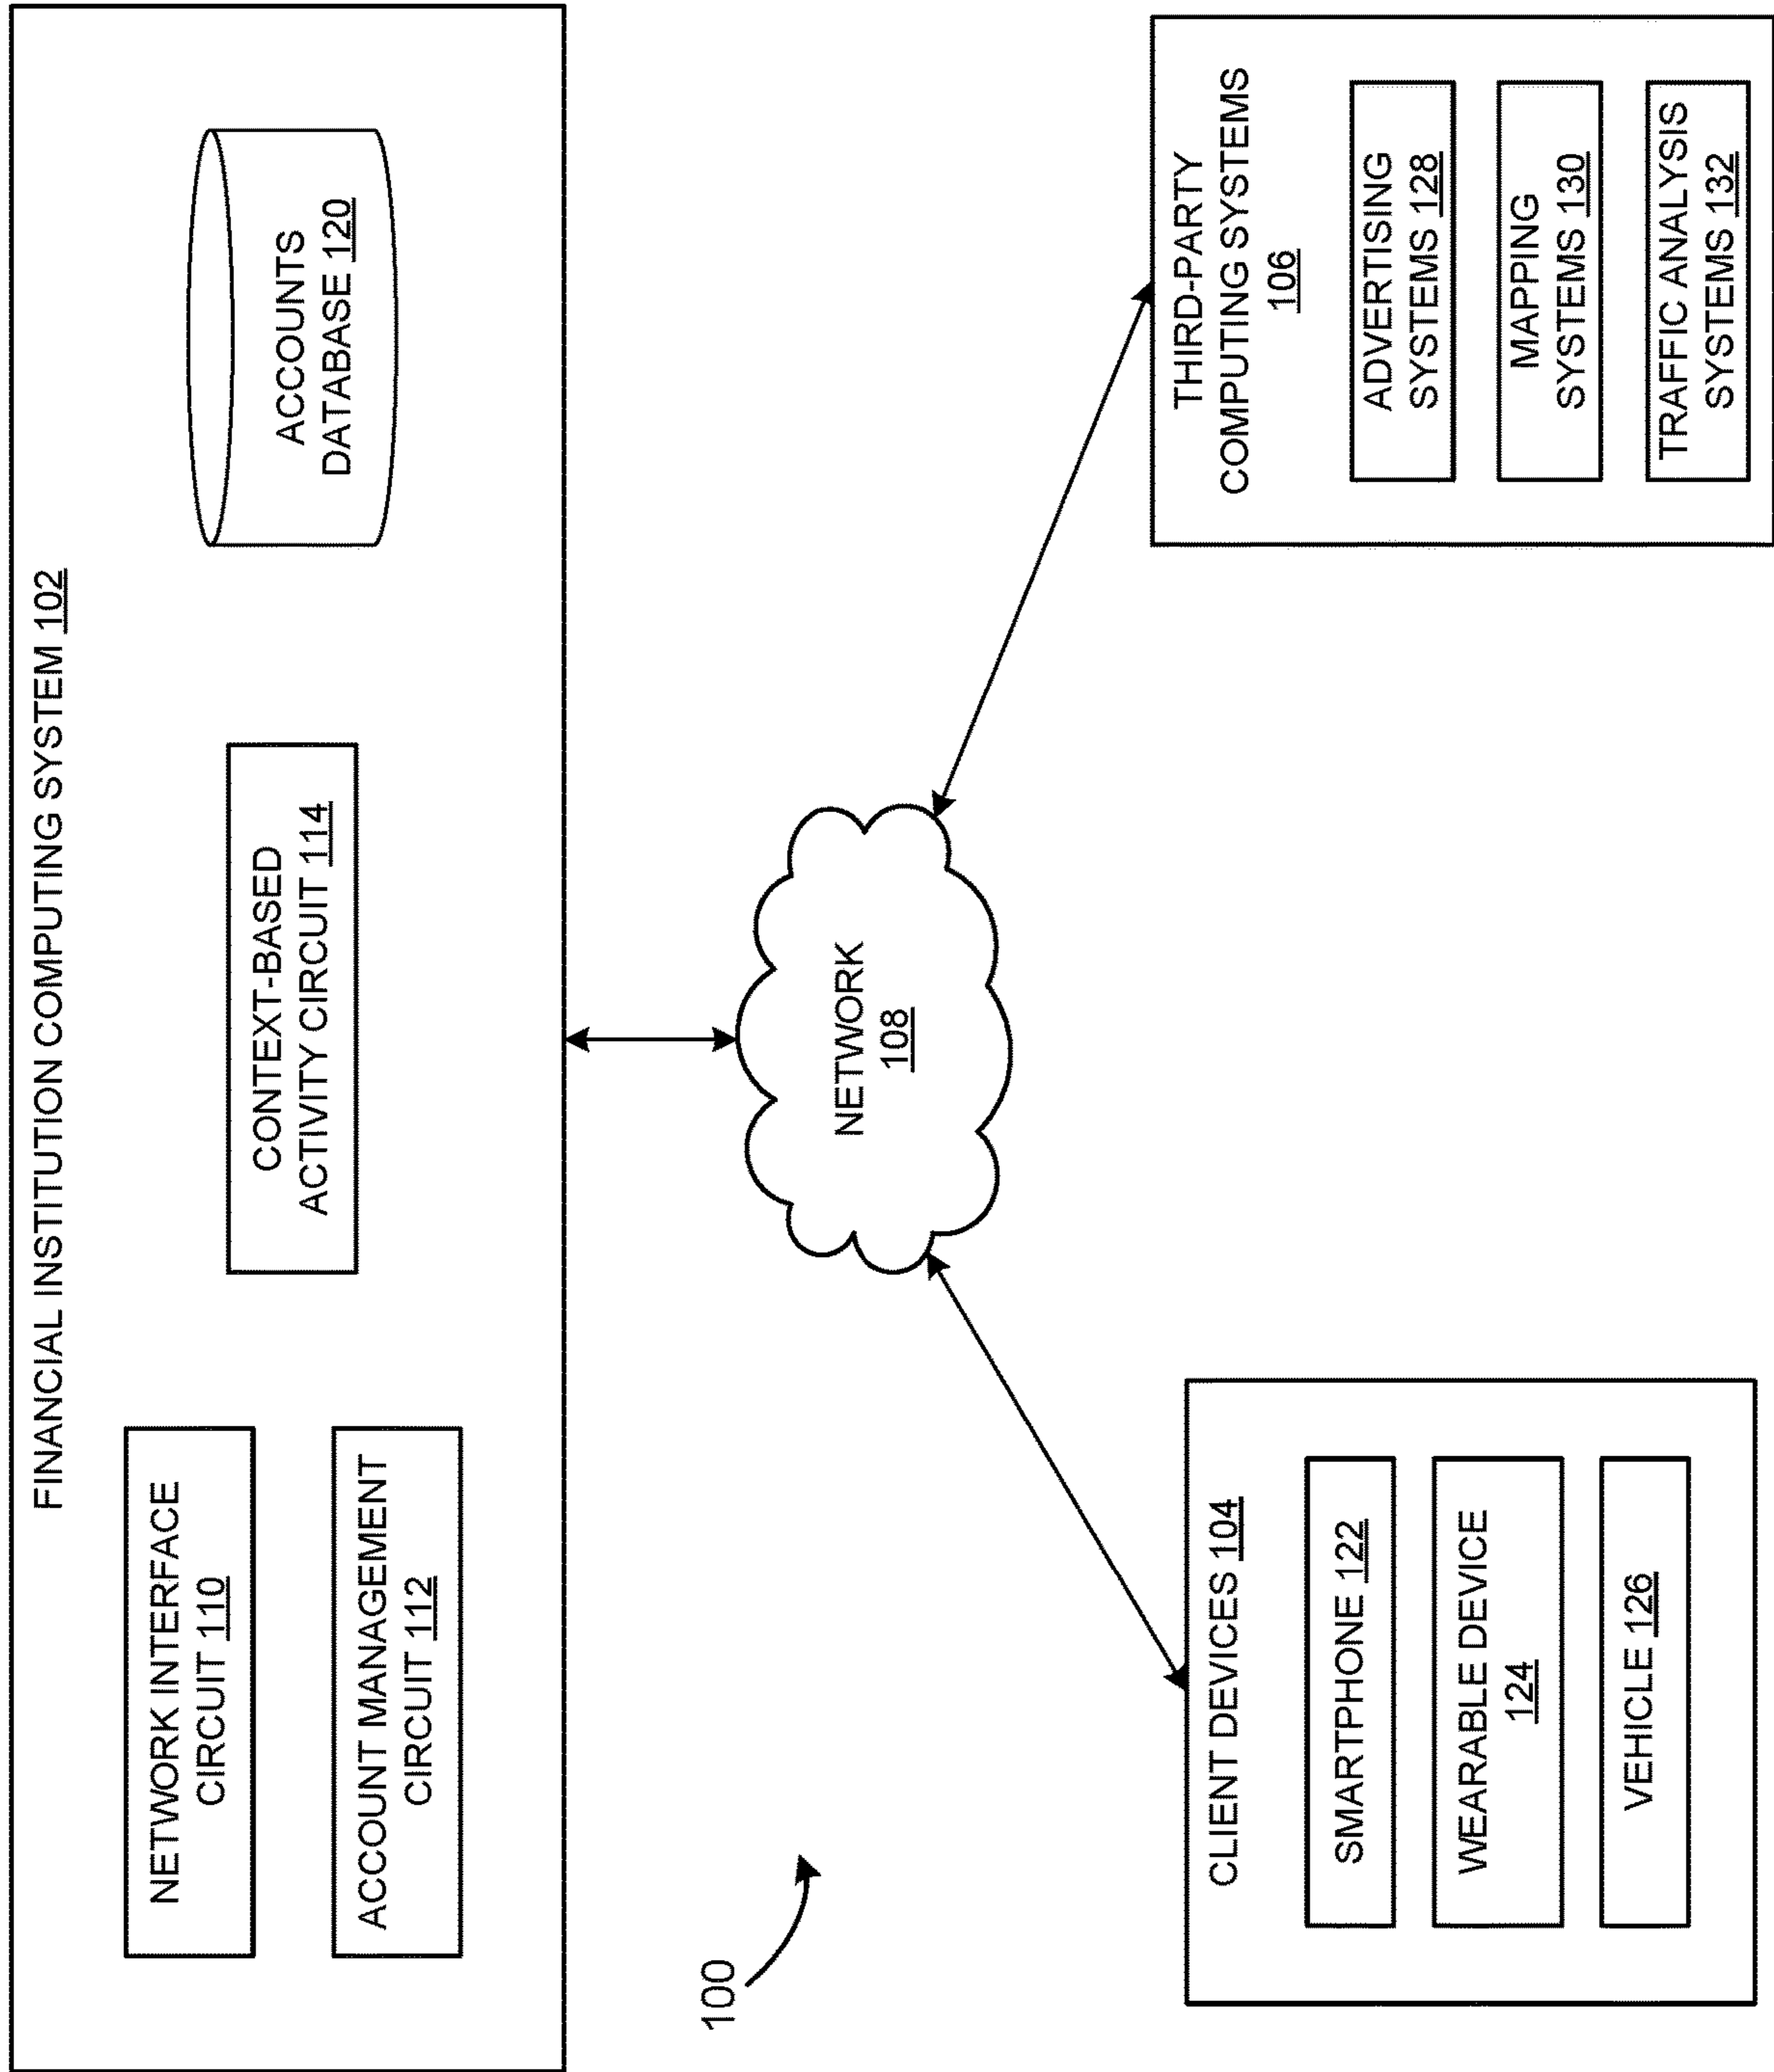 FINANCIAL INSTITUTION COMPUTING SYSTEM 102
NETWORK INTERFACE
CIRCUIT 110
ACCOUNT MANAGEMENT
CIRCUIT 112
CONTEXT-BASED
ACTIVITY CIRCUIT 114
ACCOUNTS
DATABASE 120
100
NETWORK
108
CLIENT DEVICES 104
SMARTPHONE 122
WEARABLE DEVICE
124
VEHICLE 126
THIRD-PARTY
COMPUTING SYSTEMS
106
ADVERTISING
SYSTEMS 128
MAPPING
SYSTEMS 130
TRAFFIC ANALYSIS
SYSTEMS 132